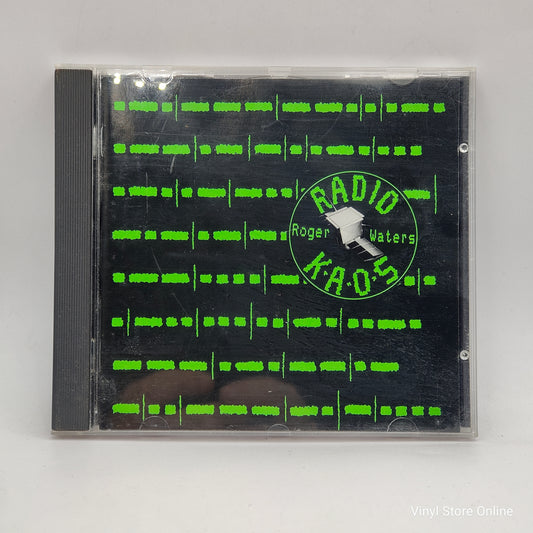 RADIO
Roger Waters
K·A·O·S
Vinyl Store Online